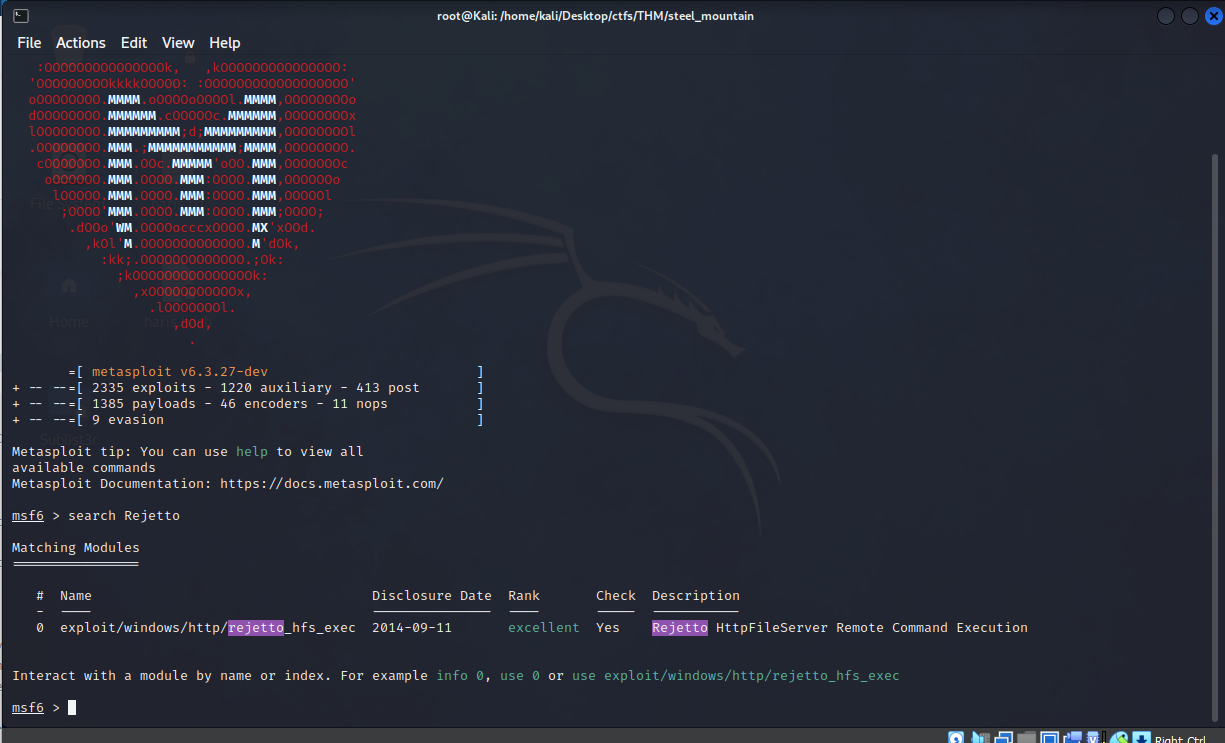 root@Kali: /home/kali/Desktop/ctfs/THM/steel_mountain
File Actions Edit View Help
:OOOOOOOOOOOOOOOk, ,kOOOOOOOOOOOOOOO:
'OOOOOOOOOkkkkOOOOO: :OOOOOOOOOOOOOOOOOO'
oOOOOOOOO.MMMM.oOOOOoOOOOl.MMMM,OOOOOOOOo
dOOOOOOOO.MMMMMM.cOOOOOc.MMMMMM,OOOOOOOOx
lOOOOOOOO.MMMMMMMMM;d;MMMMMMMMM,OOOOOOOOl
.OOOOOOOO.MMM.;MMMMMMMMMMM;MMMM,OOOOOOOO.
cOOOOOOO.MMM.OOc.MMMMM'oOO.MMM,OOOOOOOc
oOOOOOO.MMM.OOOO.MMM:OOOO.MMM,OOOOOOo
lOOOOO.MMM.OOOO.MMM:OOOO.MMM,OOOOOl
;OOOO'MMM.OOOO.MMM:OOOO.MMM;OOOO;
.dOOo'WM.OOOOocccxOOOO.MX'xOOd.
,kOl'M.OOOOOOOOOOOOO.M'dOk,
:kk;.OOOOOOOOOOOOO.;Ok:
;kOOOOOOOOOOOOOOOk:
,xOOOOOOOOOOOx,
.lOOOOOOOl.
,dOd,
.
=[ metasploit v6.3.27-dev ]
+ -- --=[ 2335 exploits - 1220 auxiliary - 413 post ]
+ -- --=[ 1385 payloads - 46 encoders - 11 nops ]
+ -- --=[ 9 evasion ]
Metasploit tip: You can use help to view all
available commands
Metasploit Documentation: https://docs.metasploit.com/
msf6 > search Rejetto
Matching Modules
================
# Name Disclosure Date Rank Check Description
- ---- --------------- ---- ----- -----------
0 exploit/windows/http/rejetto_hfs_exec 2014-09-11 excellent Yes Rejetto HttpFileServer Remote Command Execution
Interact with a module by name or index. For example info 0, use 0 or use exploit/windows/http/rejetto_hfs_exec
msf6 >
Home
Right Ctrl